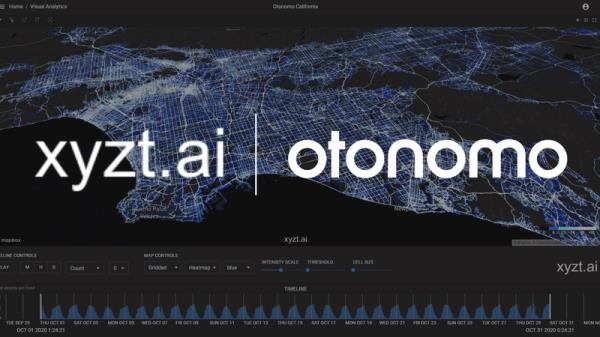 Home / Visual Analytics
Otonomo California
xyzt.ai | otonomo
mapbox
xyzt.ai
MAP CONTROLS
INTENSITY SCALE
THRESHOLD
CELL SIZE
M H D
Count
Gridded
Heatmap
blue
xyzt.ai
TIMELINE
TUE SEP 29
THU OCT 01
SAT OCT 03
MON OCT 05
WED OCT 07
FRI OCT 09
SUN OCT 11
TUE OCT 13
THU OCT 15
SAT OCT 17
MON OCT 19
WED OCT 21
FRI OCT 23
SUN OCT 25
TUE OCT 27
THU OCT 29
SAT OCT 31
OCT 01 2020 1:24:21
OCT 31 2020 0:24:21